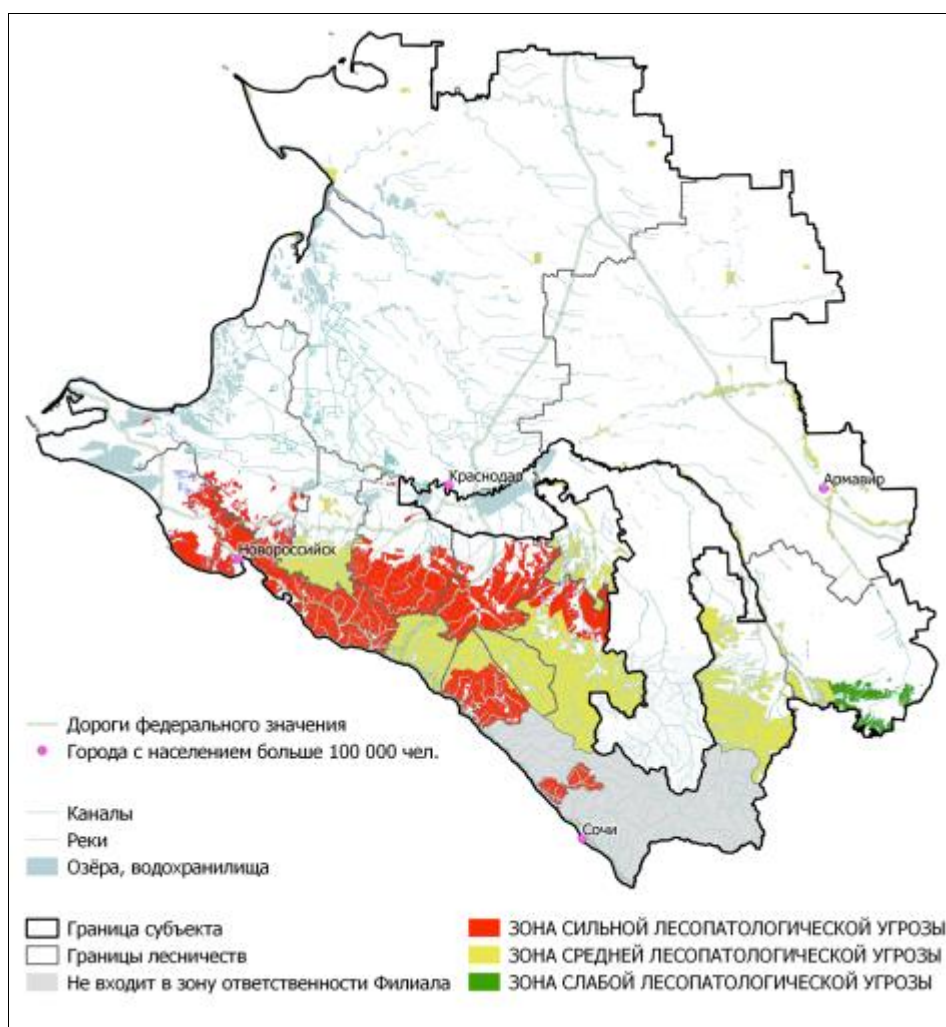 Краснодар
Армавир
Новороссийск
Сочи
Дороги федерального значения
Города с населением больше 100 000 чел.
Каналы
Реки
Озёра, водохранилища
Граница субъекта
Границы лесничеств
Не входит в зону ответственности Филиала
ЗОНА СИЛЬНОЙ ЛЕСОПАТОЛОГИЧЕСКОЙ УГРОЗЫ
ЗОНА СРЕДНЕЙ ЛЕСОПАТОЛОГИЧЕСКОЙ УГРОЗЫ
ЗОНА СЛАБОЙ ЛЕСОПАТОЛОГИЧЕСКОЙ УГРОЗЫ